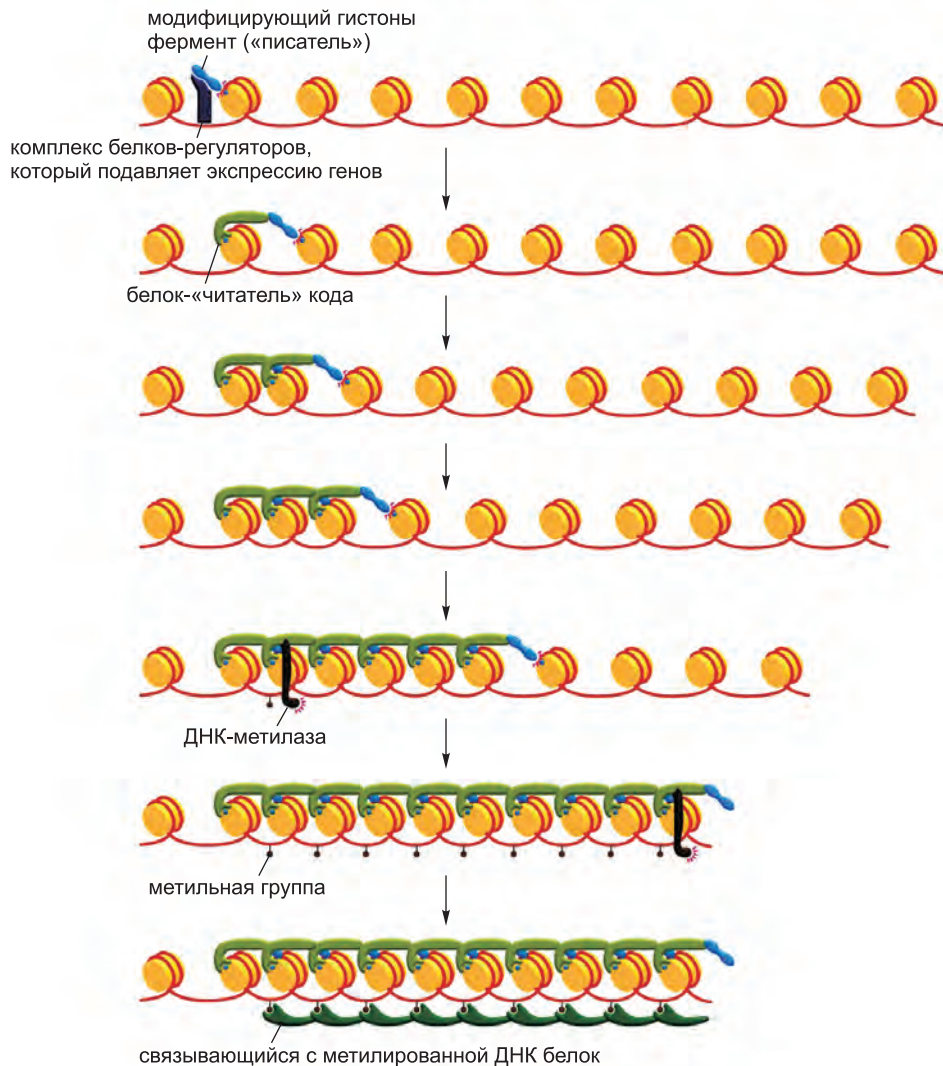 модифицирующий гистоны
фермент («писатель»)
комплекс белков-регуляторов,
который подавляет экспрессию генов
белок-«читатель» кода
ДНК-метилаза
метильная группа
связывающийся с метилированной ДНК белок